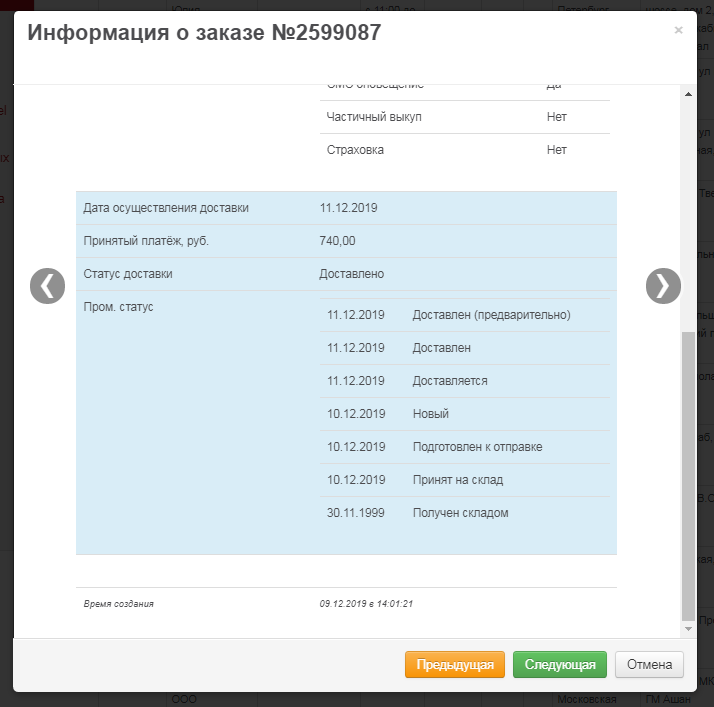 Информация о заказе №2599087
×
СМС оповещение Да
Частичный выкуп Нет
Страховка Нет
Дата осуществления доставки 11.12.2019
Принятый платёж, руб. 740,00
Статус доставки Доставлено
Пром. статус
11.12.2019 Доставлен (предварительно)
11.12.2019 Доставлен
11.12.2019 Доставляется
10.12.2019 Новый
10.12.2019 Подготовлен к отправке
10.12.2019 Принят на склад
30.11.1999 Получен складом
Время создания 09.12.2019 в 14:01:21
Предыдущая Следующая Отмена
ООО Московская ГМ Ашан